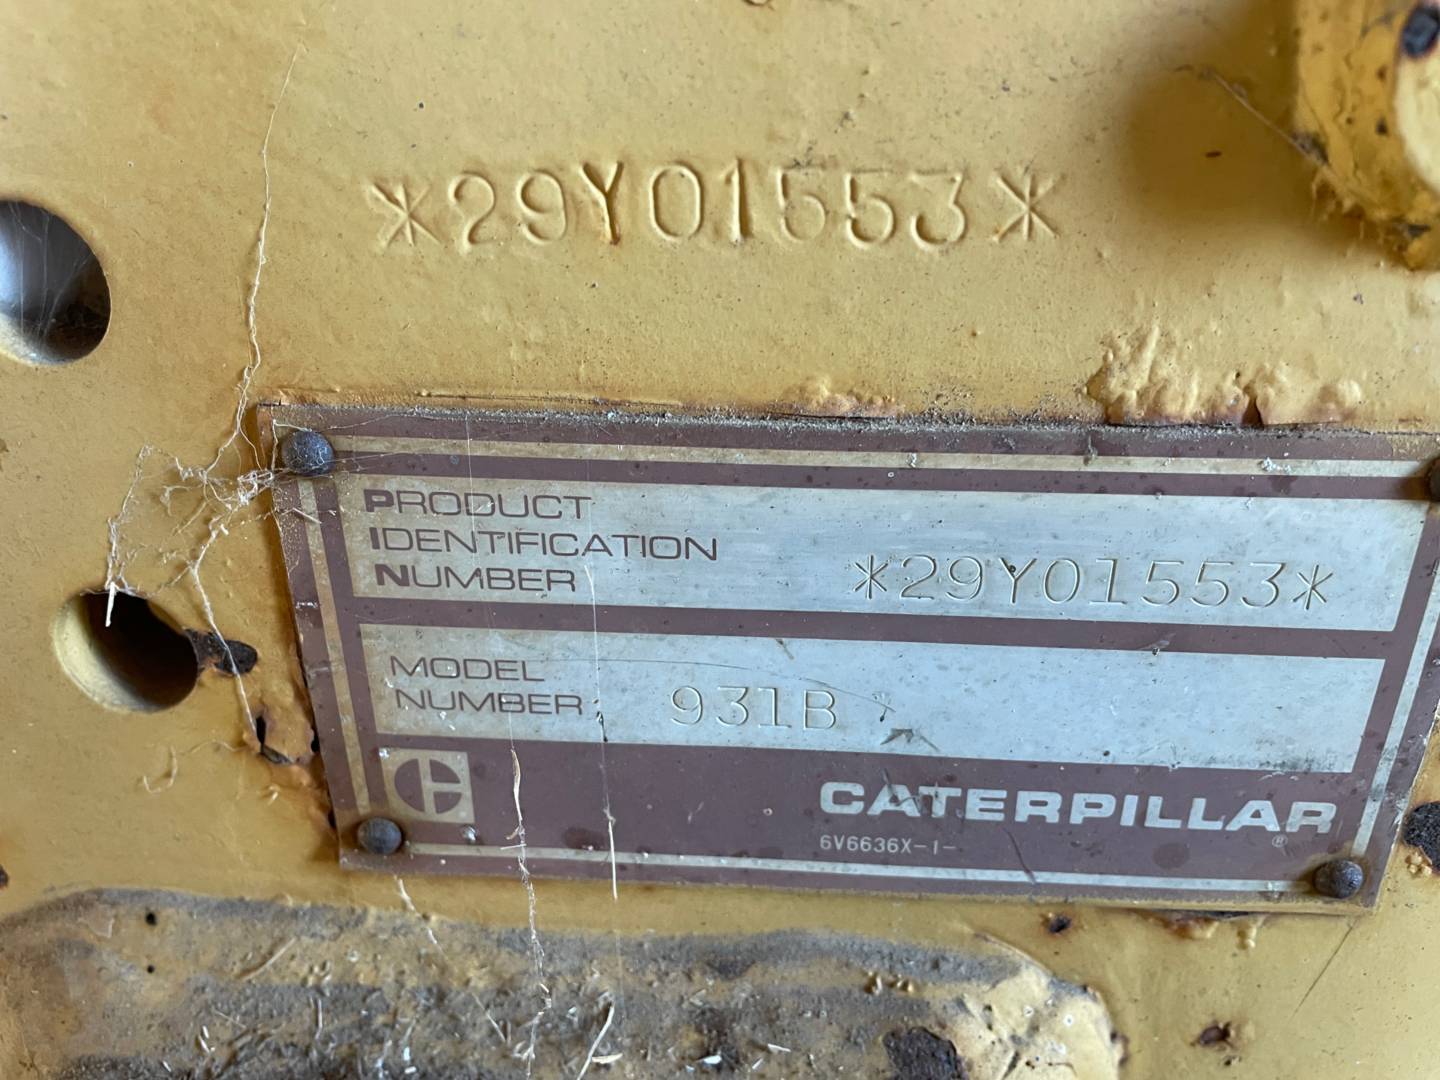 *29Y01553*
PRODUCT
IDENTIFICATION
NUMBER
*29Y01553*
MODEL
NUMBER
931B
CATERPILLAR
®
6V6636X-1-